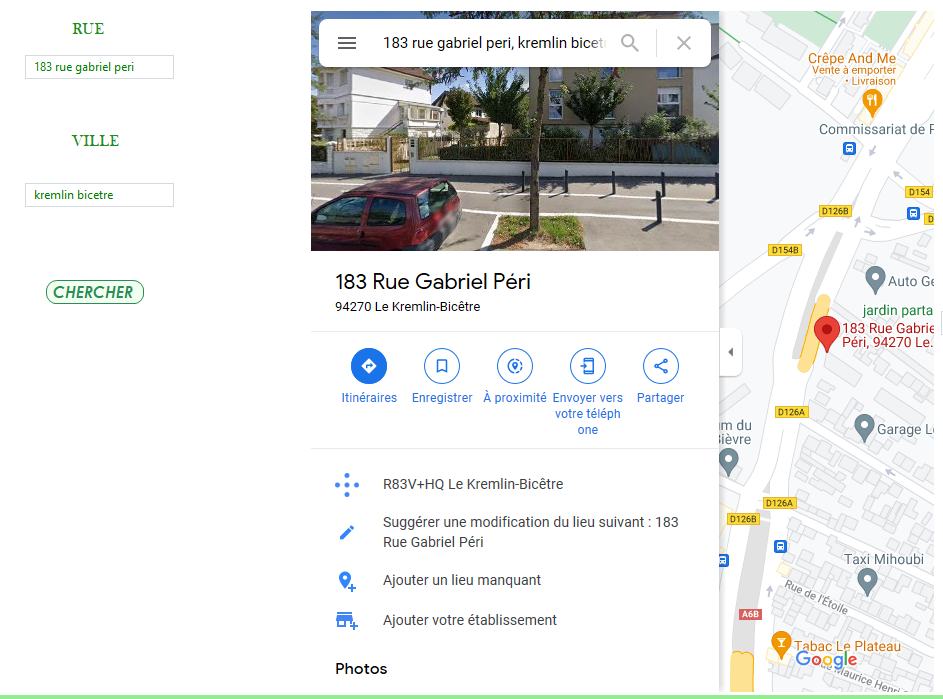 RUE
183 rue gabriel peri
VILLE
kremlin bicetre
CHERCHER
183 rue gabriel peri, kremlin bicet
183 Rue Gabriel Péri
94270 Le Kremlin-Bicêtre
Itinéraires
Enregistrer
À proximité
Envoyer vers
votre téléph
one
Partager
R83V+HQ Le Kremlin-Bicêtre
Suggérer une modification du lieu suivant : 183
Rue Gabriel Péri
Ajouter un lieu manquant
Ajouter votre établissement
Photos
Crêpe And Me
Vente à emporter
• Livraison
Commissariat de P
D154
D126B
D
D154B
Auto Ge
jardin parta
183 Rue Gabrie
Péri, 94270 Le.
D126A
m du
Bièvre
Garage L
D126A
D126B
Taxi Mihoubi
Rue de l'Étoile
A6B
Tabac Le Plateau
Google
Maurice Henri